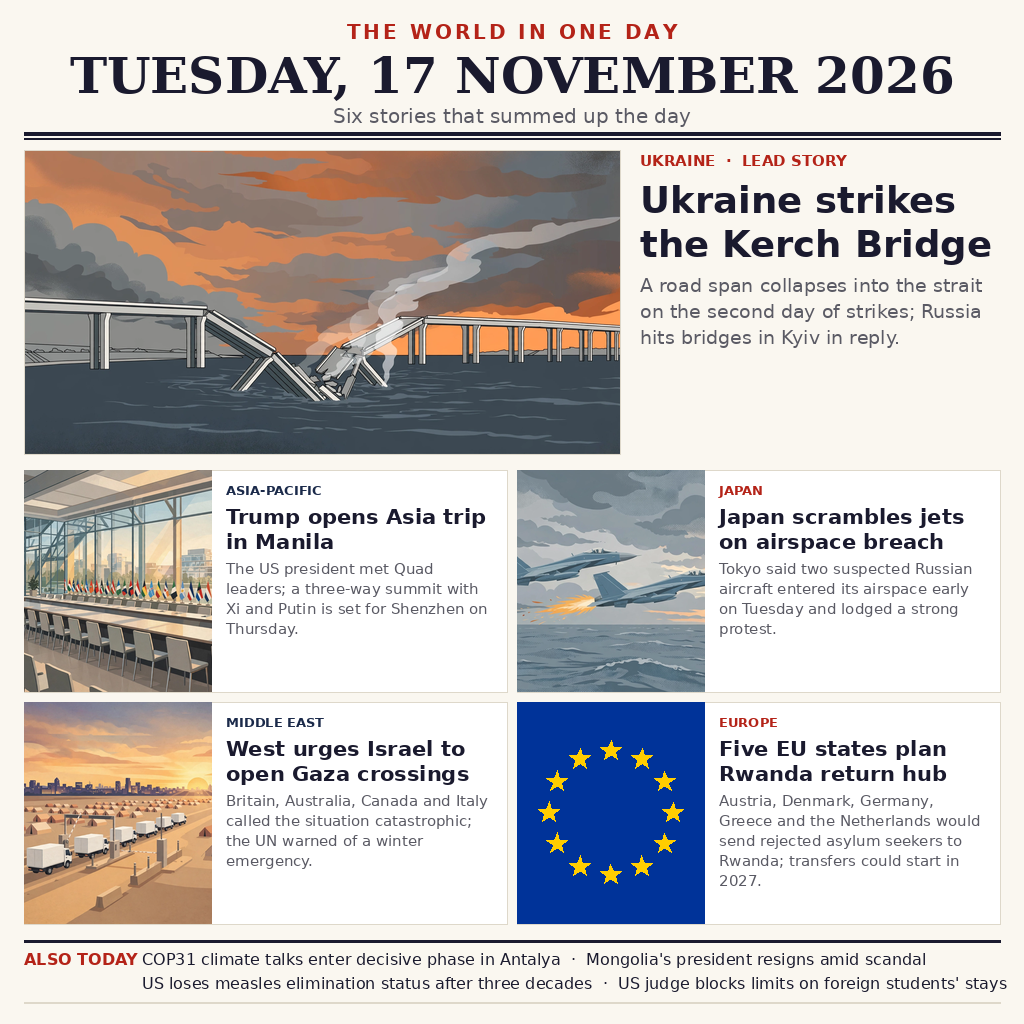 THE WORLD IN ONE DAY
TUESDAY, 17 NOVEMBER 2026
Six stories that summed up the day
UKRAINE · LEAD STORY
Ukraine strikes
the Kerch Bridge
A road span collapses into the strait
on the second day of strikes; Russia
hits bridges in Kyiv in reply.
ASIA-PACIFIC
Trump opens Asia trip
in Manila
The US president met Quad
leaders; a three-way summit with
Xi and Putin is set for Shenzhen on
Thursday.
JAPAN
Japan scrambles jets
on airspace breach
Tokyo said two suspected Russian
aircraft entered its airspace early
on Tuesday and lodged a strong
protest.
MIDDLE EAST
West urges Israel to
open Gaza crossings
Britain, Australia, Canada and Italy
called the situation catastrophic;
the UN warned of a winter
emergency.
EUROPE
Five EU states plan
Rwanda return hub
Austria, Denmark, Germany,
Greece and the Netherlands would
send rejected asylum seekers to
Rwanda; transfers could start in
2027.
ALSO TODAY COP31 climate talks enter decisive phase in Antalya · Mongolia's president resigns amid scandal
US loses measles elimination status after three decades · US judge blocks limits on foreign students' stays